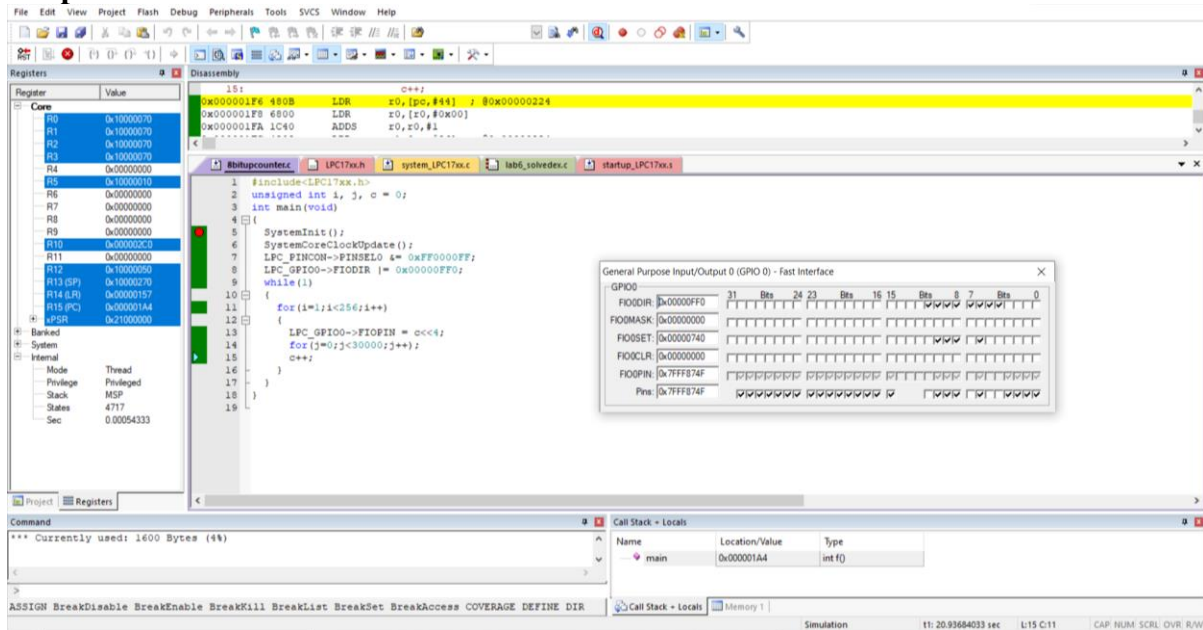 File Edit View Project Flash Debug Peripherals Tools SVCS Window Help
Registers
Register Value
Core
R0 0x10000070
R1 0x10000070
R2 0x10000070
R3 0x10000070
R4 0x00000000
R5 0x10000010
R6 0x00000000
R7 0x00000000
R8 0x00000000
R9 0x00000000
R10 0x000002C0
R11 0x00000000
R12 0x10000050
R13 (SP) 0x10000270
R14 (LR) 0x00000157
R15 (PC) 0x000001A4
xPSR 0x21000000
Banked
System
Internal
Mode Thread
Privilege Privileged
Stack MSP
States 4717
Sec 0.00054333
Project Registers
Disassembly
15: c++;
0x000001F6 480B LDR r0,[pc,#44] ; @0x00000224
0x000001F8 6800 LDR r0,[r0,#0x00]
0x000001FA 1C40 ADDS r0,r0,#1
8bitupcounter.c LPC17xx.h system_LPC17xx.c lab6_solvedex.c startup_LPC17xx.s
1 #include<LPC17xx.h>
2 unsigned int i, j, c = 0;
3 int main(void)
4 {
5 SystemInit();
6 SystemCoreClockUpdate();
7 LPC_PINCON->PINSEL0 &= 0xFF0000FF;
8 LPC_GPIO0->FIODIR |= 0x00000FF0;
9 while(1)
10 {
11 for(i=1;i<256;i++)
12 {
13 LPC_GPIO0->FIOPIN = c<<4;
14 for(j=0;j<30000;j++);
15 c++;
16 }
17 }
18 }
19
General Purpose Input/Output 0 (GPIO 0) - Fast Interface
GPIO0
31 Bits 24 23 Bits 16 15 Bits 8 7 Bits 0
FIO0DIR: 0x00000FF0
FIO0MASK: 0x00000000
FIO0SET: 0x00000740
FIO0CLR: 0x00000000
FIO0PIN: 0x7FFF874F
Pins: 0x7FFF874F
Command
*** Currently used: 1600 Bytes (4%)
>
ASSIGN BreakDisable BreakEnable BreakKill BreakList BreakSet BreakAccess COVERAGE DEFINE DIR
Call Stack + Locals
Name Location/Value Type
main 0x000001A4 int f()
Call Stack + Locals Memory 1
Simulation t1: 20.93684033 sec L:15 C:11 CAP NUM SCRL OVR R/W